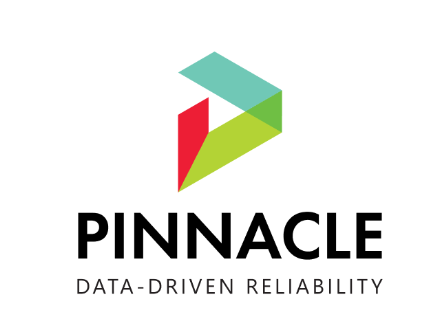 PINNACLE
DATA-DRIVEN RELIABILITY